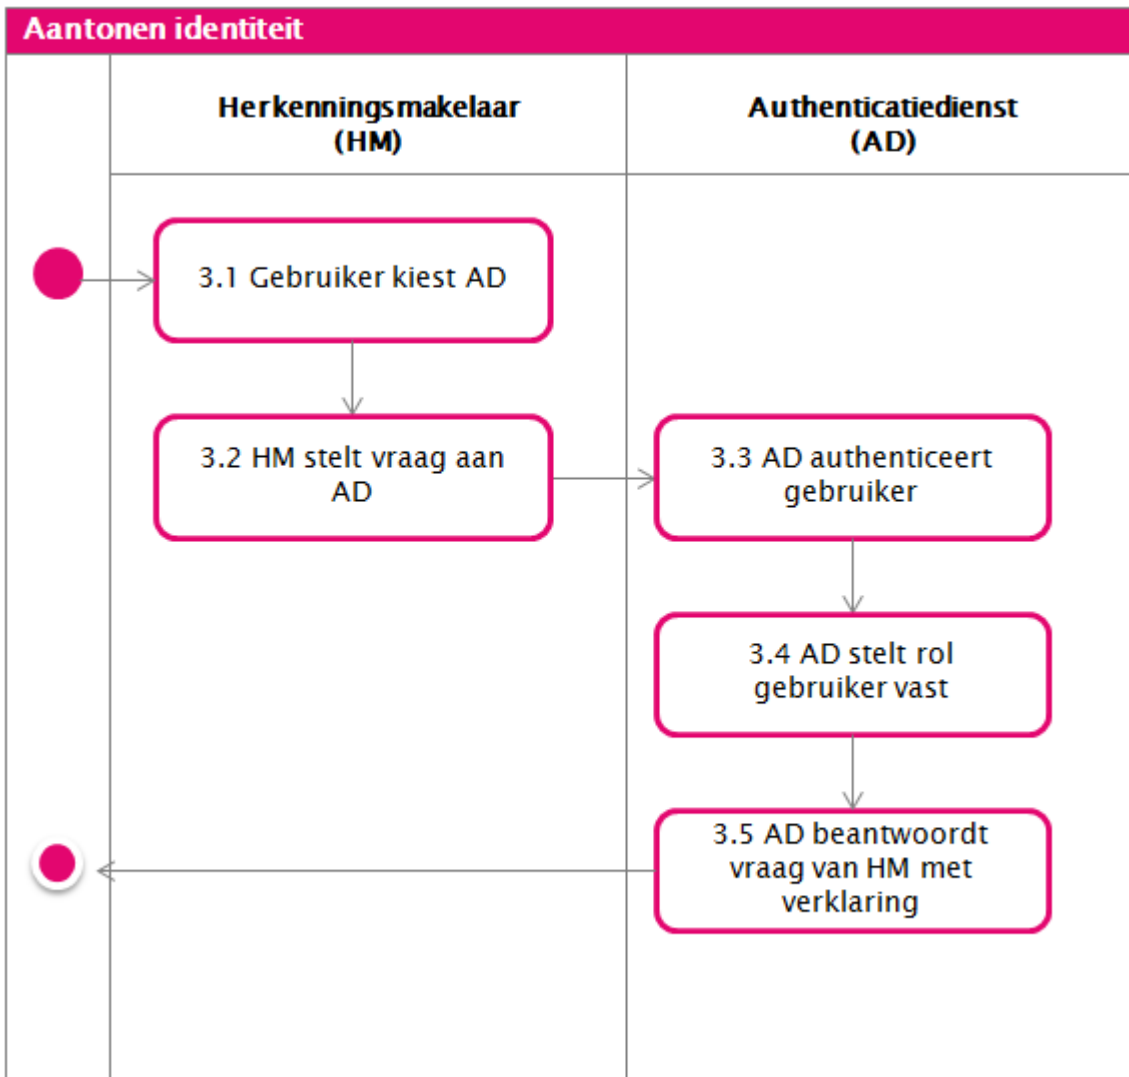 Aantonen identiteit
Herkenningsmakelaar
(HM)
Authenticatiedienst
(AD)
3.1 Gebruiker kiest AD
3.2 HM stelt vraag aan
AD
3.3 AD authenticeert
gebruiker
3.4 AD stelt rol
gebruiker vast
3.5 AD beantwoordt
vraag van HM met
verklaring